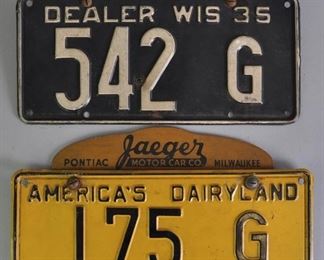 DEALER WIS 35
542 G
Jaeger
PONTIAC MOTOR CAR CO. MILWAUKEE
AMERICA'S DAIRYLAND
175 G